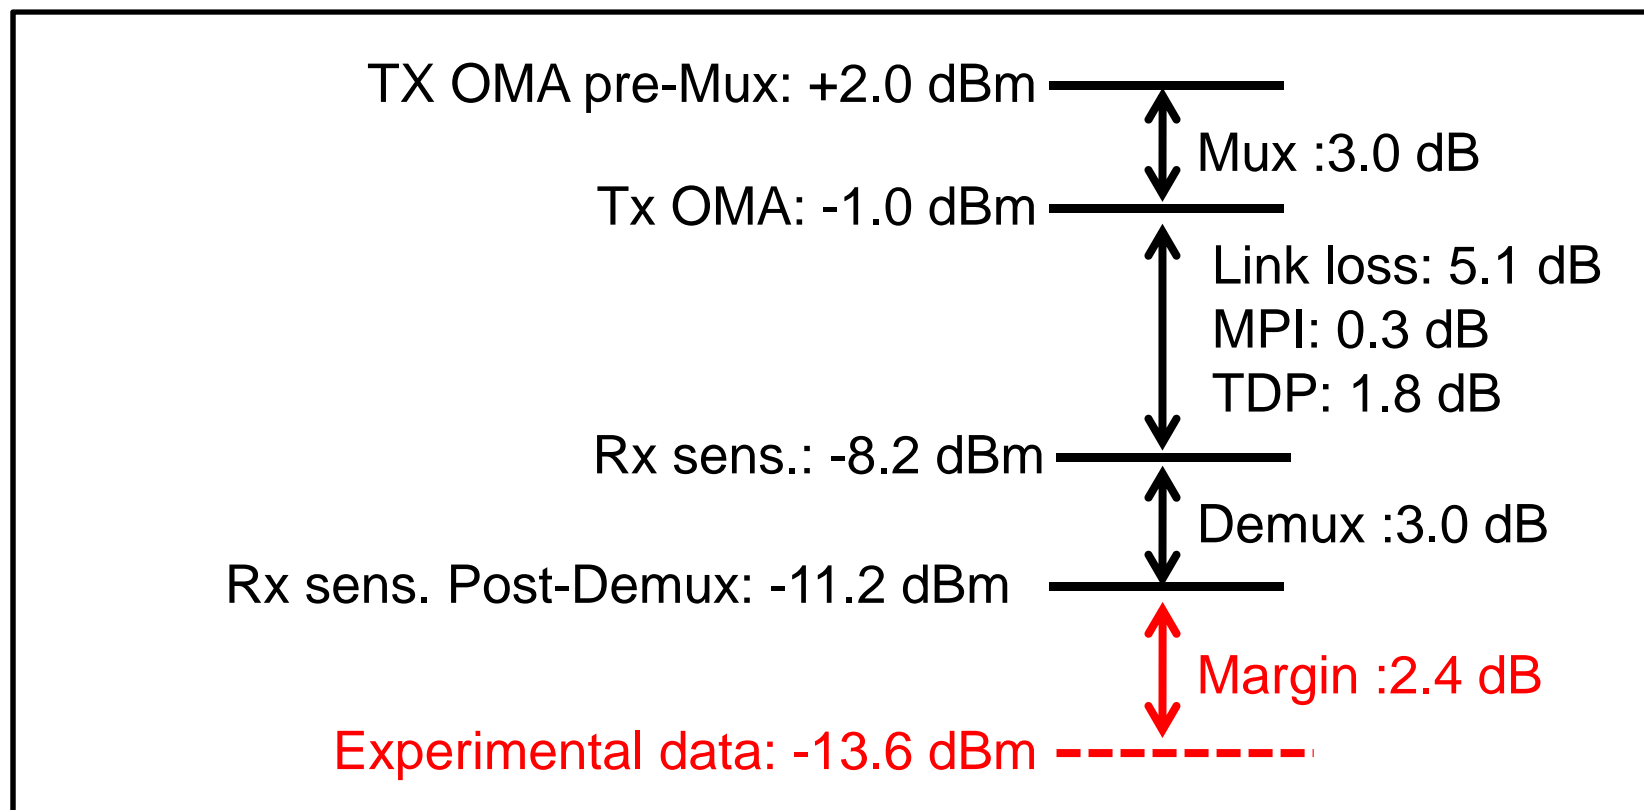 TX OMA pre-Mux: +2.0 dBm
Mux :3.0 dB
Tx OMA: -1.0 dBm
Link loss: 5.1 dB
MPI: 0.3 dB
TDP: 1.8 dB
Rx sens.: -8.2 dBm
Demux :3.0 dB
Rx sens. Post-Demux: -11.2 dBm
Margin :2.4 dB
Experimental data: -13.6 dBm